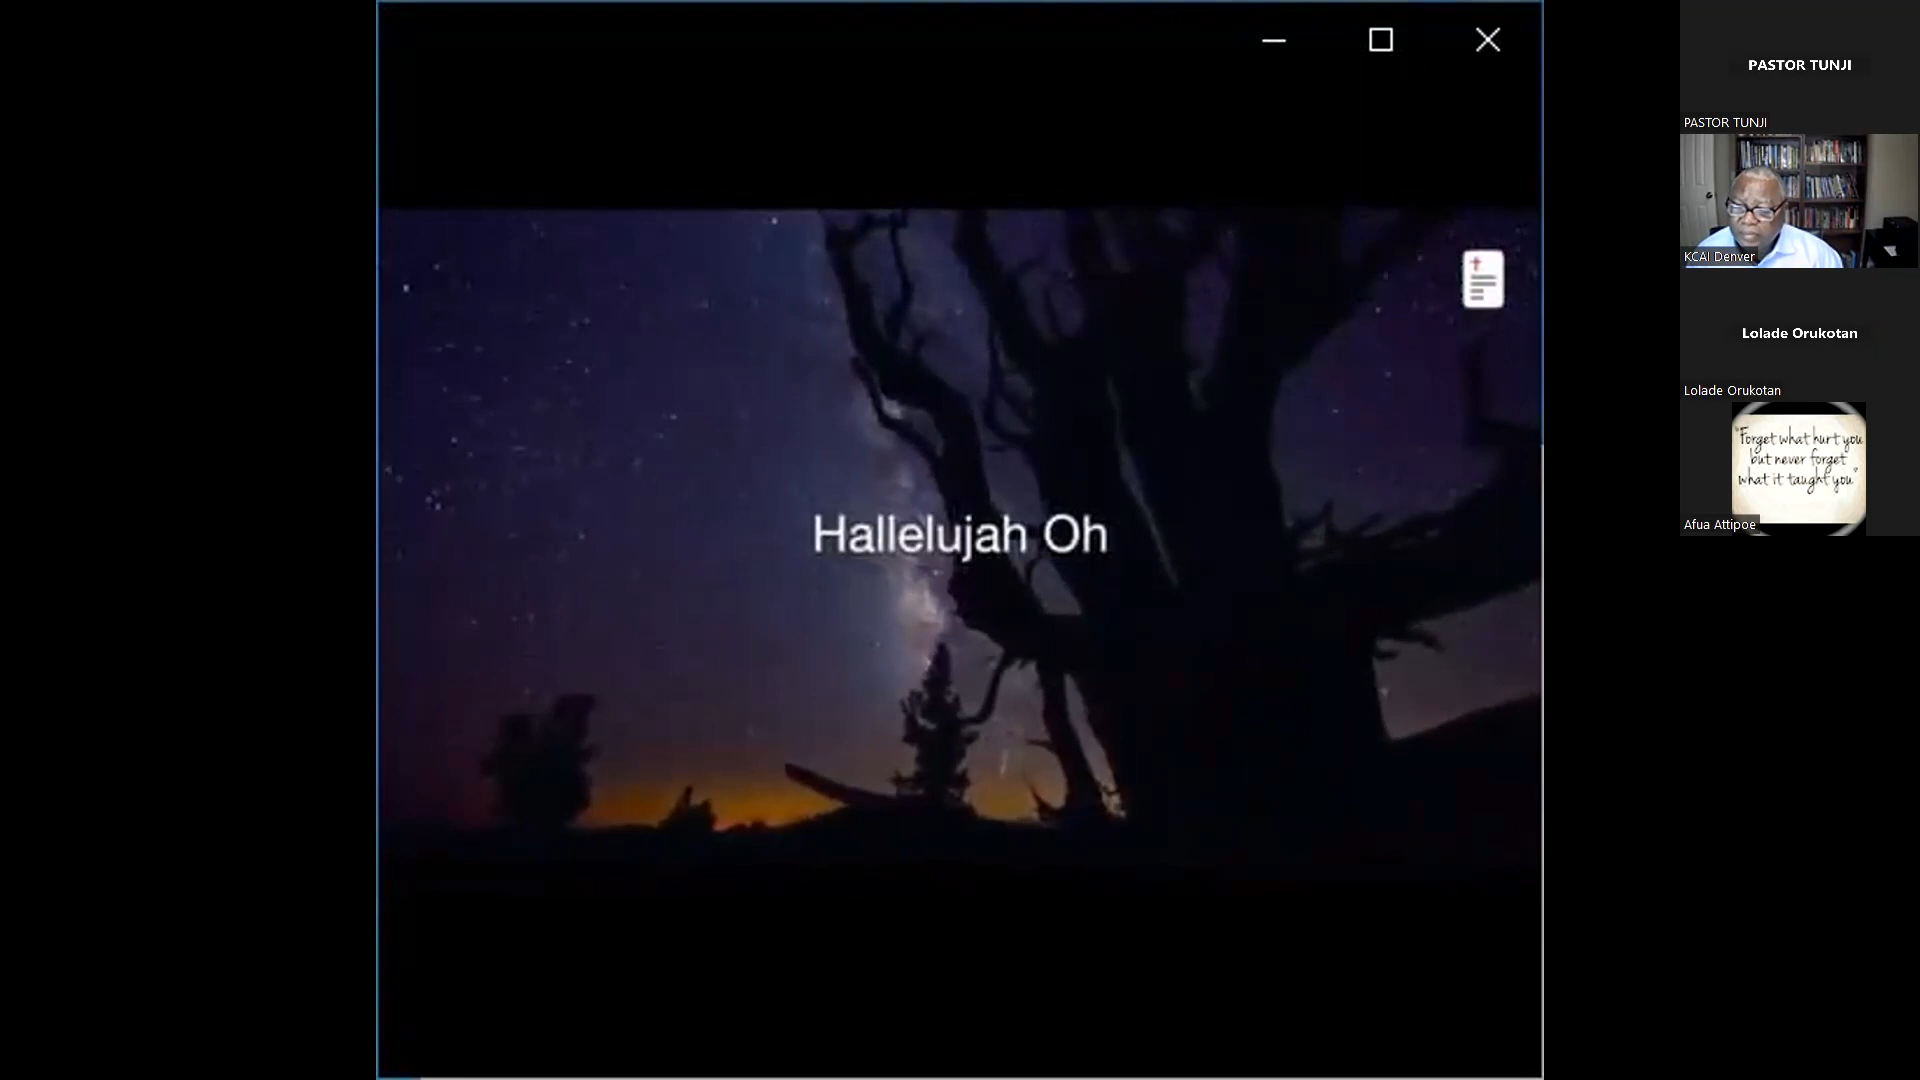 Hallelujah Oh
PASTOR TUNJI
PASTOR TUNJI
KCAI Denver
Lolade Orukotan
Lolade Orukotan
"Forget what hurt you
but never forget
what it taught you"
Afua Attipoe